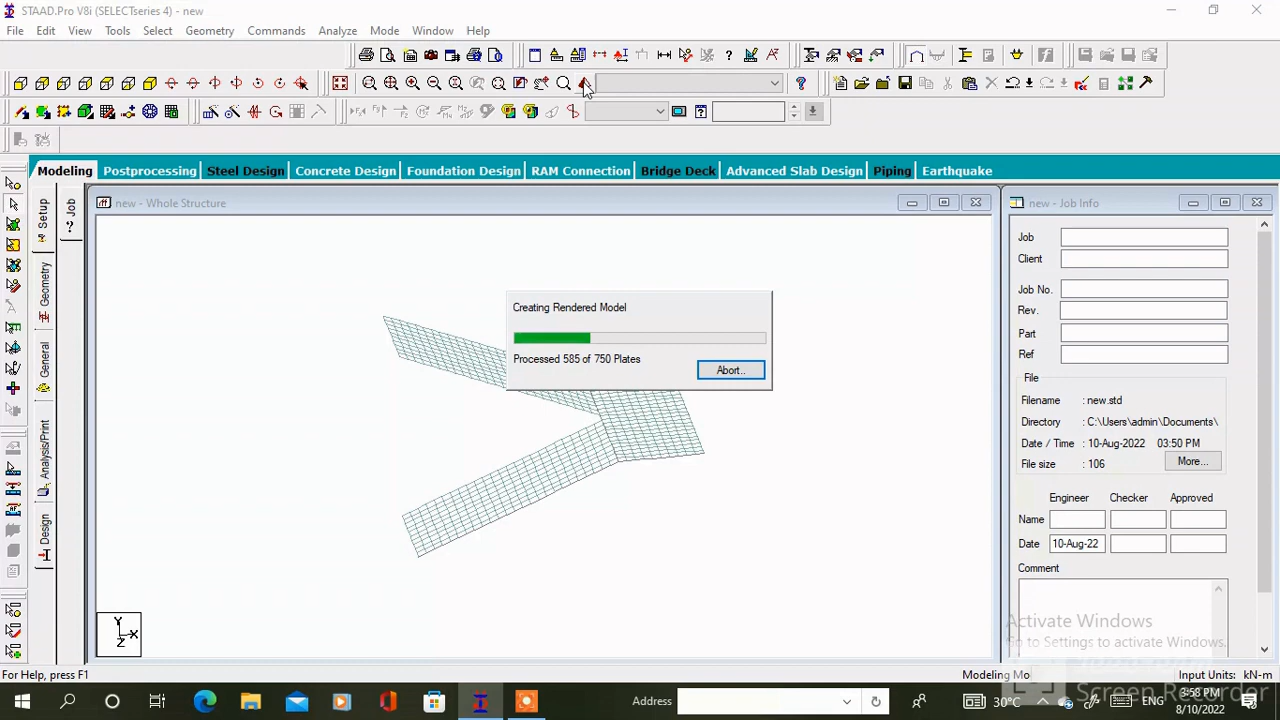 STAAD.Pro V8i (SELECTseries 4) - new
File Edit View Tools Select Geometry Commands Analyze Mode Window Help
Modeling Postprocessing Steel Design Concrete Design Foundation Design RAM Connection Bridge Deck Advanced Slab Design Piping Earthquake
Setup
Geometry
General
Analysis/Print
Design
Job
new - Whole Structure
Creating Rendered Model
Processed 585 of 750 Plates
Abort..
Y
X
Z
new - Job Info
Job
Client
Job No.
Rev.
Part
Ref
File
Filename : new.std
Directory : C:\Users\admin\Documents\
Date / Time : 10-Aug-2022 03:50 PM
File size : 106
More...
Engineer Checker Approved
Name
Date 10-Aug-22
Comment
Activate Windows
Go to Settings to activate Windows.
For Help, press F1
Modeling Mo
Input Units: kN-m
Screen Recorder
Address
30°C
ENG
3:58 PM
8/10/2022